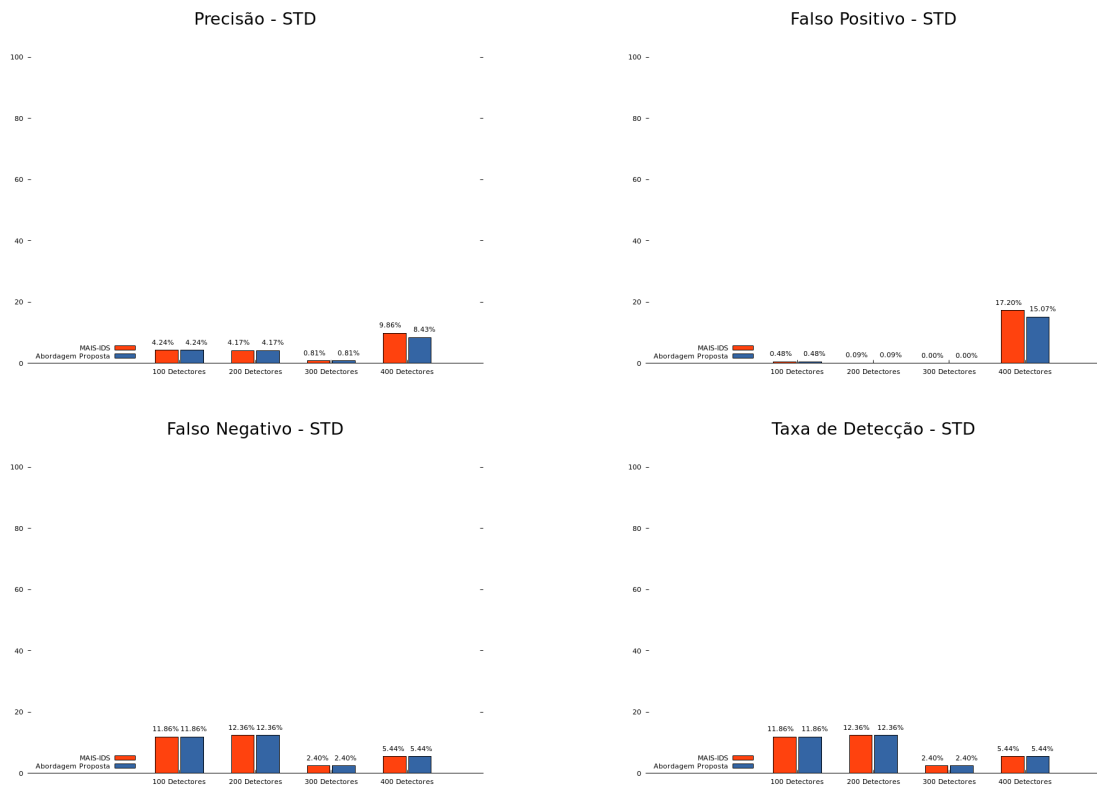 Precisão - STD
100
80
60
40
20
0
MAIS-IDS
Abordagem Proposta
4.24% 4.24%
4.17% 4.17%
0.81% 0.81%
9.86% 8.43%
100 Detectores 200 Detectores 300 Detectores 400 Detectores
Falso Positivo - STD
100
80
60
40
20
0
MAIS-IDS
Abordagem Proposta
0.48% 0.48%
0.09% 0.09%
0.00% 0.00%
17.20% 15.07%
100 Detectores 200 Detectores 300 Detectores 400 Detectores
Falso Negativo - STD
100
80
60
40
20
0
MAIS-IDS
Abordagem Proposta
11.86% 11.86%
12.36% 12.36%
2.40% 2.40%
5.44% 5.44%
100 Detectores 200 Detectores 300 Detectores 400 Detectores
Taxa de Detecção - STD
100
80
60
40
20
0
MAIS-IDS
Abordagem Proposta
11.86% 11.86%
12.36% 12.36%
2.40% 2.40%
5.44% 5.44%
100 Detectores 200 Detectores 300 Detectores 400 Detectores